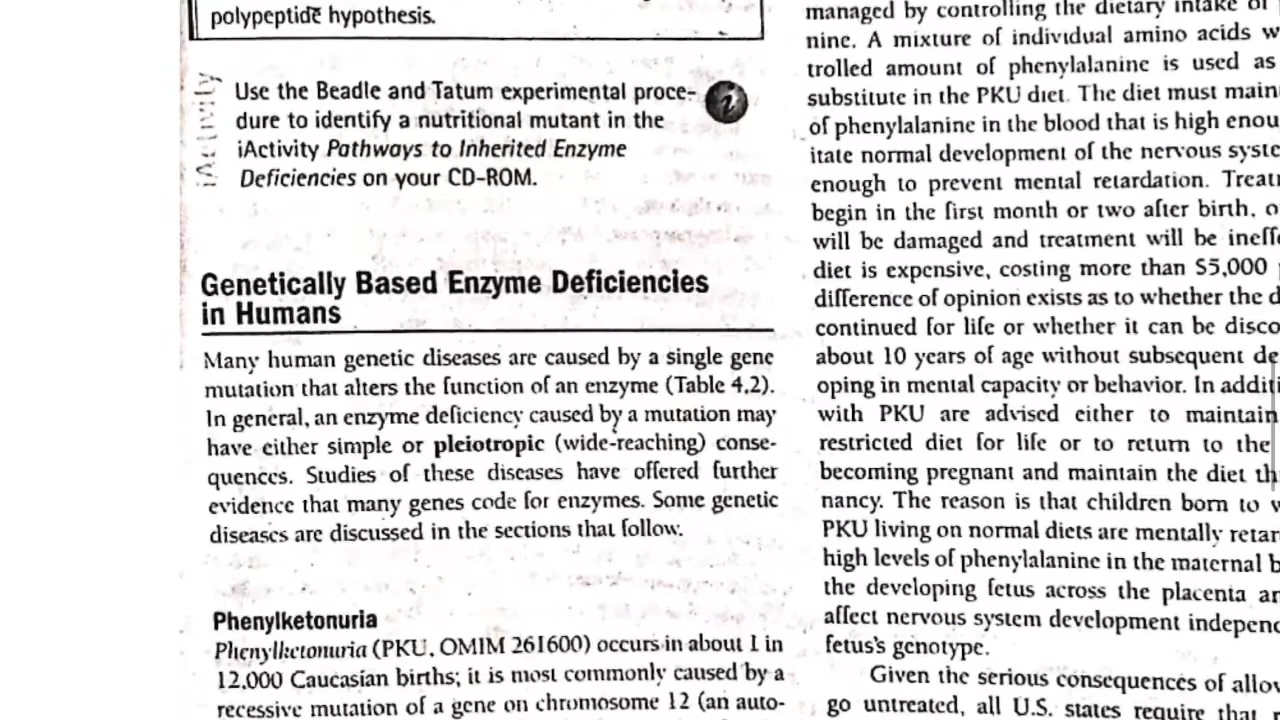 polypeptide hypothesis.
iActivity
Use the Beadle and Tatum experimental proce-
dure to identify a nutritional mutant in the
iActivity Pathways to Inherited Enzyme
Deficiencies on your CD-ROM.
Genetically Based Enzyme Deficiencies
in Humans
Many human genetic diseases are caused by a single gene
mutation that alters the function of an enzyme (Table 4.2).
In general, an enzyme deficiency caused by a mutation may
have either simple or pleiotropic (wide-reaching) conse-
quences. Studies of these diseases have offered further
evidence that many genes code for enzymes. Some genetic
diseases are discussed in the sections that follow.
Phenylketonuria
Phenylketonuria (PKU, OMIM 261600) occurs in about 1 in
12,000 Caucasian births; it is most commonly caused by a
recessive mutation of a gene on chromosome 12 (an auto-
managed by controlling the dietary intake of
nine. A mixture of individual amino acids
trolled amount of phenylalanine is used as
substitute in the PKU diet. The diet must
of phenylalanine in the blood that is high
itate normal development of the nervous
enough to prevent mental retardation.
begin in the first month or two after birth,
will be damaged and treatment will be
diet is expensive, costing more than $5,000
difference of opinion exists as to whether the
continued for life or whether it can be
about 10 years of age without subsequent
oping in mental capacity or behavior. In
with PKU are advised either to maintain
restricted diet for life or to return to the
becoming pregnant and maintain the diet
nancy. The reason is that children born to
PKU living on normal diets are mentally
high levels of phenylalanine in the maternal
the developing fetus across the placenta
affect nervous system development
fetus's genotype.
Given the serious consequences of
go untreated, all U.S. states require that